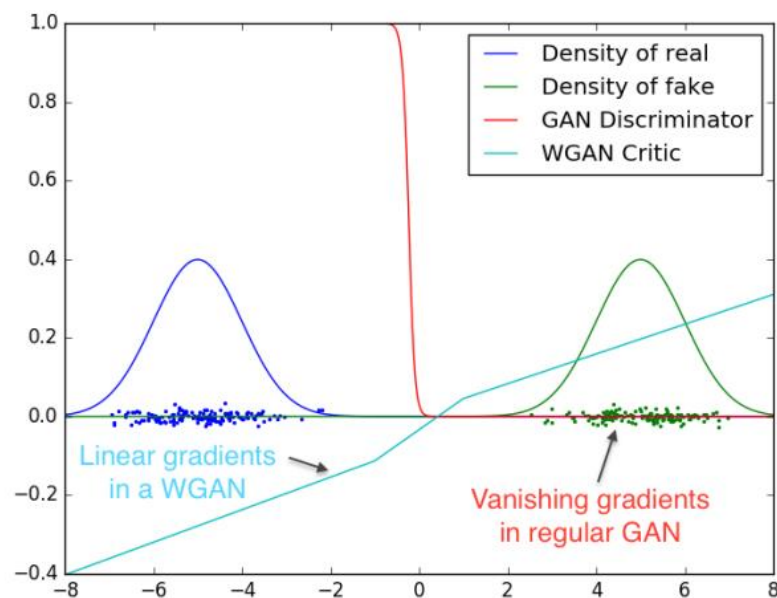 1.0
Density of real
Density of fake
GAN Discriminator
WGAN Critic
0.8
0.6
0.4
0.2
0.0
Linear gradients
in a WGAN
Vanishing gradients
in regular GAN
−0.2
−0.4
−8 −6 −4 −2 0 2 4 6 8